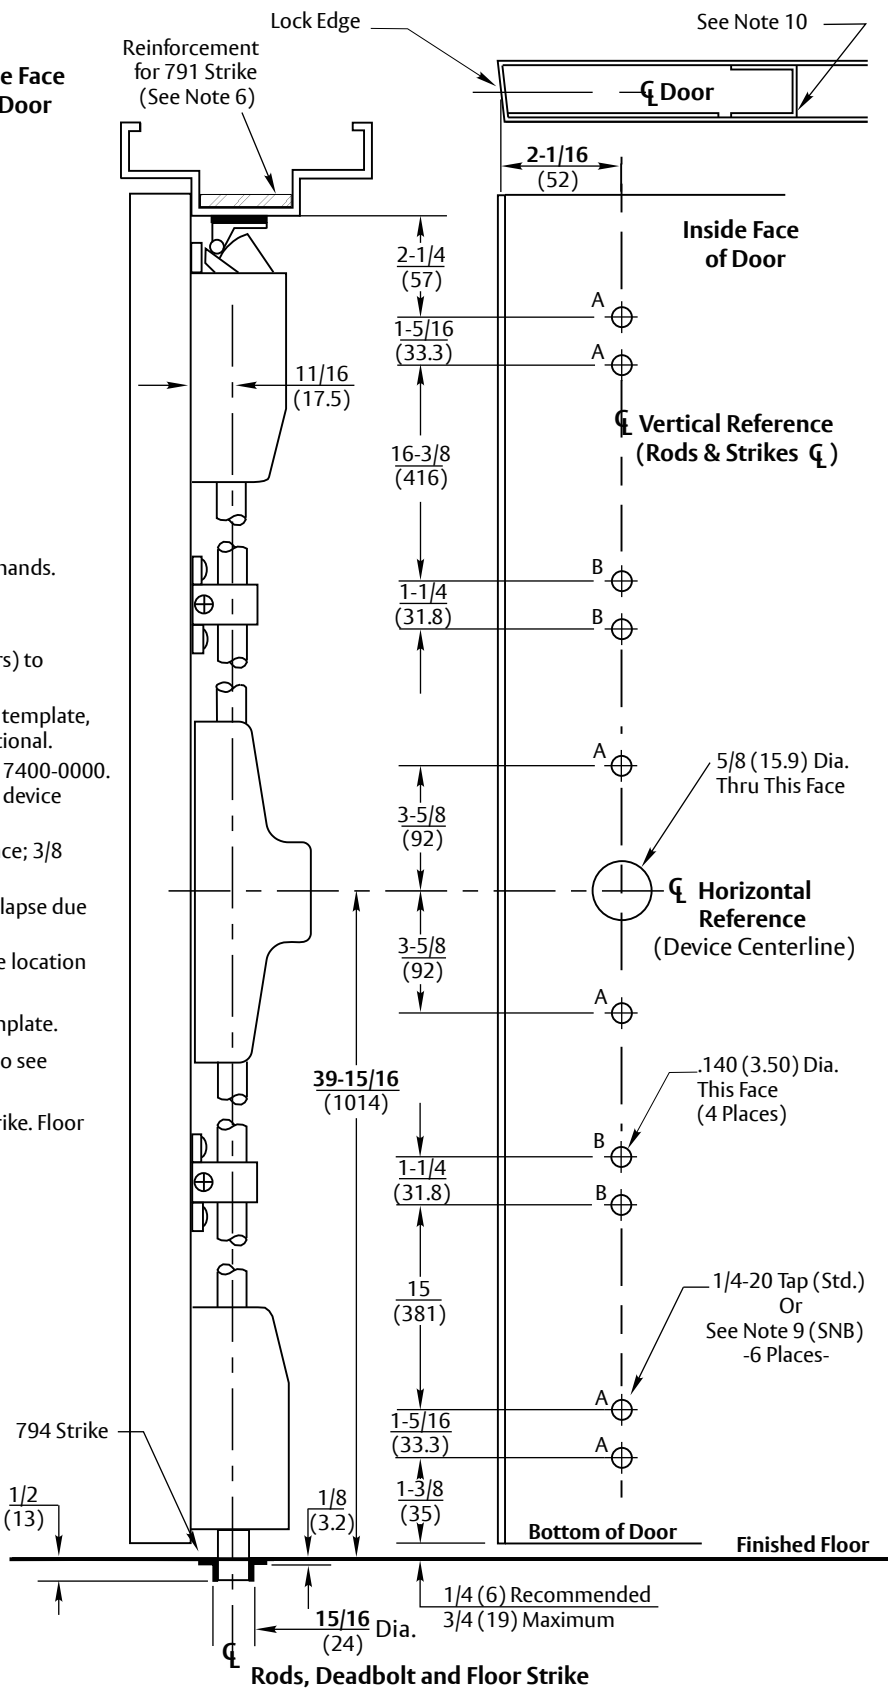 Lock Edge
See Note 10
Reinforcement
for 791 Strike
(See Note 6)
e Face
Door
℄ Door
2-1/16
(52)
Inside Face
of Door
2-1/4
(57)
A
1-5/16
(33.3)
A
11/16
(17.5)
℄ Vertical Reference
(Rods & Strikes ℄)
16-3/8
(416)
hands.
B
1-1/4
(31.8)
B
rs) to
template,
tional.
7400-0000.
device
A
5/8 (15.9) Dia.
Thru This Face
3-5/8
(92)
ace; 3/8
lapse due
℄ Horizontal
Reference
(Device Centerline)
3-5/8
(92)
e location
A
mplate.
o see
39-15/16
(1014)
.140 (3.50) Dia.
This Face
(4 Places)
rike. Floor
B
1-1/4
(31.8)
B
15
(381)
1/4-20 Tap (Std.)
Or
See Note 9 (SNB)
-6 Places-
A
1-5/16
(33.3)
A
794 Strike
1/2
(13)
1/8
(3.2)
1-3/8
(35)
Bottom of Door
Finished Floor
1/4 (6) Recommended
3/4 (19) Maximum
15/16 Dia.
(24)
℄
Rods, Deadbolt and Floor Strike